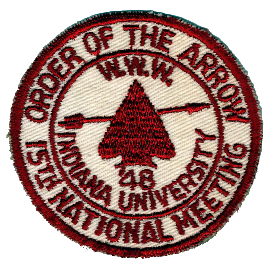 ORDER OF THE ARROW
W.W.W.
'48
INDIANA UNIVERSITY
15TH NATIONAL MEETING